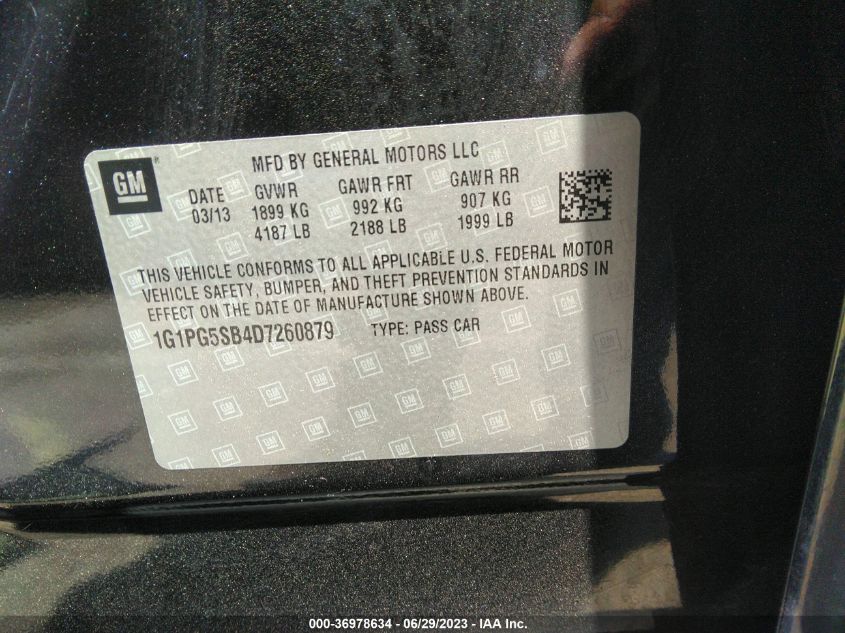 MFD BY GENERAL MOTORS LLC
GM
DATE GVWR GAWR FRT GAWR RR
03/13 1899 KG 992 KG 907 KG
4187 LB 2188 LB 1999 LB
THIS VEHICLE CONFORMS TO ALL APPLICABLE U.S. FEDERAL MOTOR
VEHICLE SAFETY, BUMPER, AND THEFT PREVENTION STANDARDS IN
EFFECT ON THE DATE OF MANUFACTURE SHOWN ABOVE.
1G1PG5SB4D7260879 TYPE: PASS CAR
000-36978634 - 06/29/2023 - IAA Inc.